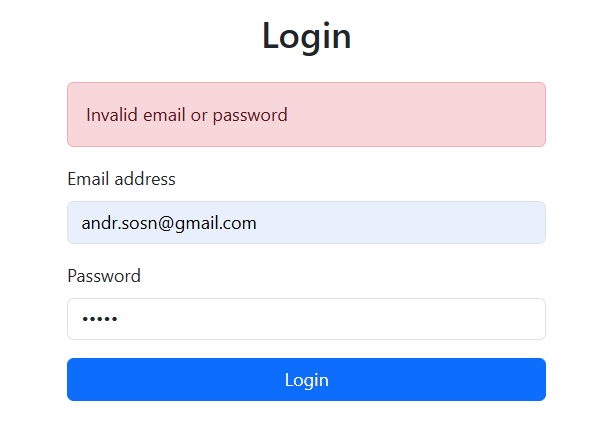 Login
Invalid email or password
Email address
andr.sosn@gmail.com
Password
•••••
Login